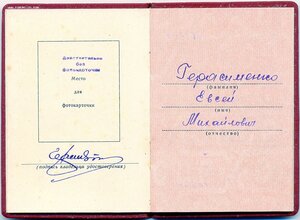 Действительно
без
фотокарточки
Место
для
фотокарточки
(подпись владельца удостоверения)
Герасименко
(фамилия)
Евсей
(имя)
Михайлович
(отчество)